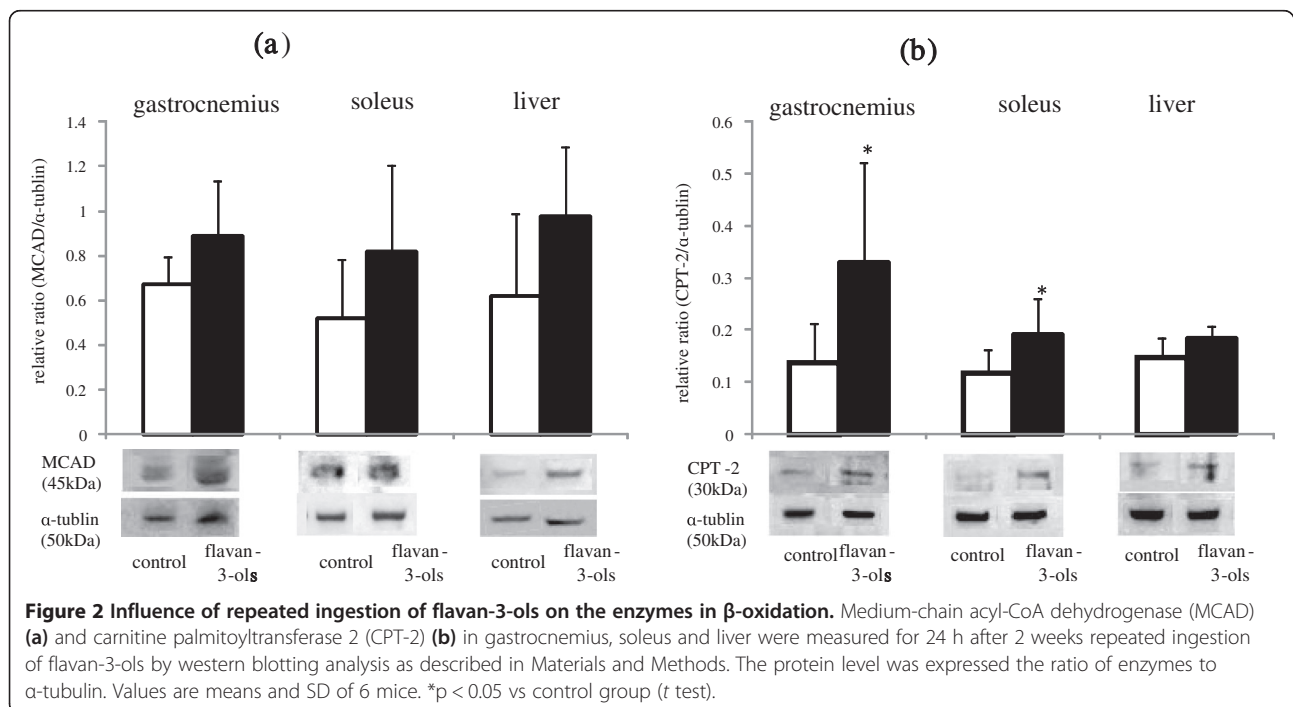 (a)
(b)
gastrocnemius soleus liver
gastrocnemius soleus liver
relative ratio (MCAD/α-tublin)
1.4
1.2
1
0.8
0.6
0.4
0.2
0
relative ratio (CPT-2/α-tublin)
0.6
0.5
0.4
0.3
0.2
0.1
0
*
*
MCAD
(45kDa)
α-tublin
(50kDa)
control flavan-3-ols control flavan-3-ols control flavan-3-ols
CPT -2
(30kDa)
α-tublin
(50kDa)
control flavan-3-ols control flavan-3-ols control flavan-3-ols
Figure 2 Influence of repeated ingestion of flavan-3-ols on the enzymes in β-oxidation. Medium-chain acyl-CoA dehydrogenase (MCAD)
(a) and carnitine palmitoyltransferase 2 (CPT-2) (b) in gastrocnemius, soleus and liver were measured for 24 h after 2 weeks repeated ingestion
of flavan-3-ols by western blotting analysis as described in Materials and Methods. The protein level was expressed the ratio of enzymes to
α-tubulin. Values are means and SD of 6 mice. *p < 0.05 vs control group (t test).